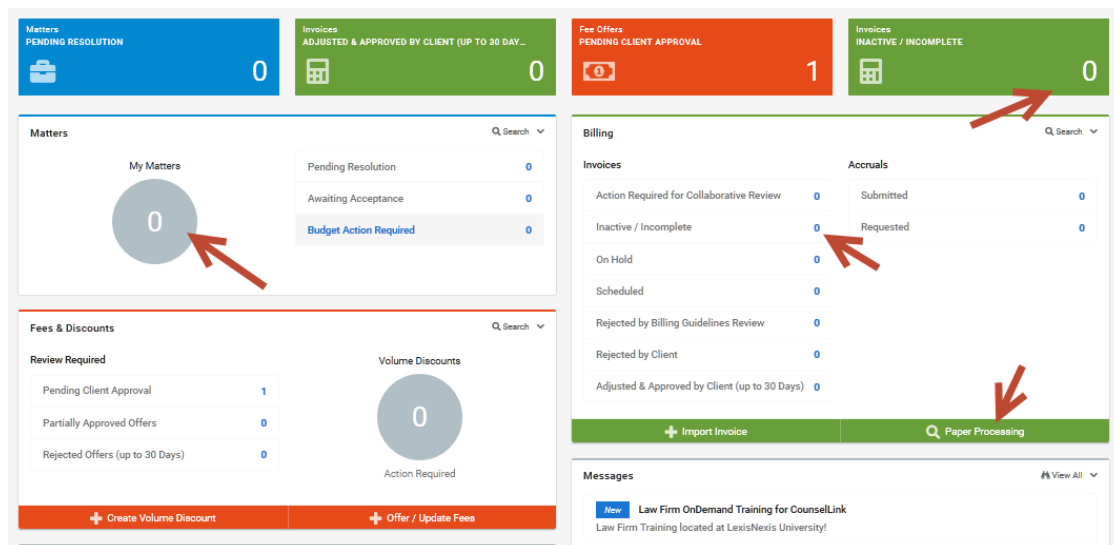 Matters
PENDING RESOLUTION
0
Invoices
ADJUSTED & APPROVED BY CLIENT (UP TO 30 DAY...
0
Fee Offers
PENDING CLIENT APPROVAL
1
Invoices
INACTIVE / INCOMPLETE
0
Matters
Search
My Matters
0
Pending Resolution 0
Awaiting Acceptance 0
Budget Action Required 0
Billing
Search
Invoices
Action Required for Collaborative Review 0
Inactive / Incomplete 0
On Hold 0
Scheduled 0
Rejected by Billing Guidelines Review 0
Rejected by Client 0
Adjusted & Approved by Client (up to 30 Days) 0
Accruals
Submitted 0
Requested 0
Import Invoice
Paper Processing
Fees & Discounts
Search
Review Required
Pending Client Approval 1
Partially Approved Offers 0
Rejected Offers (up to 30 Days) 0
Volume Discounts
0
Action Required
Create Volume Discount
Offer / Update Fees
Messages
View All
New Law Firm OnDemand Training for CounselLink
Law Firm Training located at LexisNexis University!